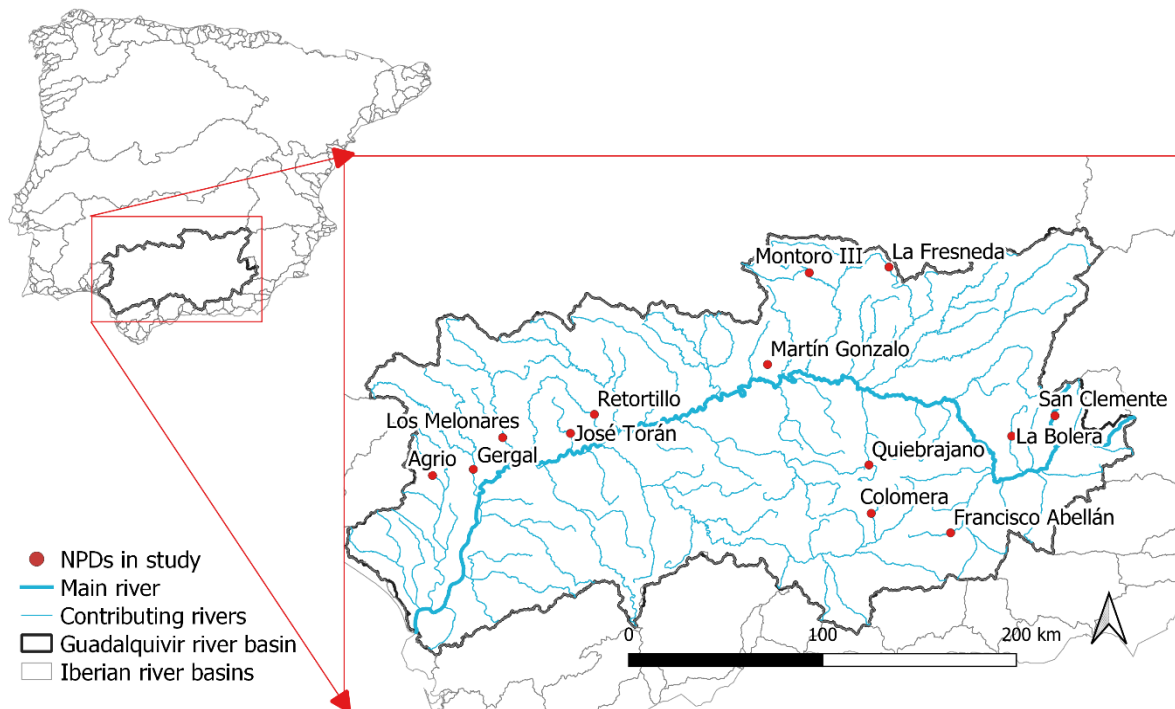 La Fresneda
Montoro III
Martín Gonzalo
San Clemente
Retortillo
Los Melonares
José Torán
La Bolera
Gergal
Quiebrajano
Agrio
Colomera
Francisco Abellán
NPDs in study
Main river
Contributing rivers
Guadalquivir river basin
Iberian river basins
0 100 200 km